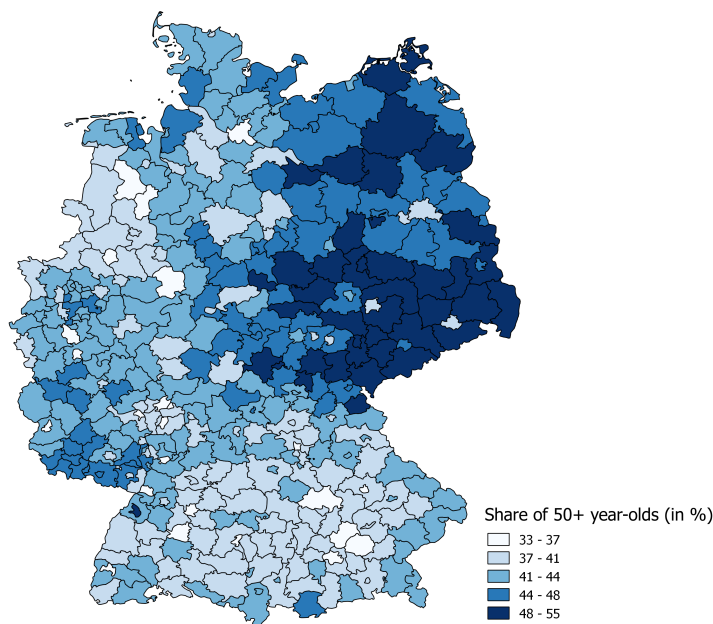 Share of 50+ year-olds (in %)
33 - 37
37 - 41
41 - 44
44 - 48
48 - 55